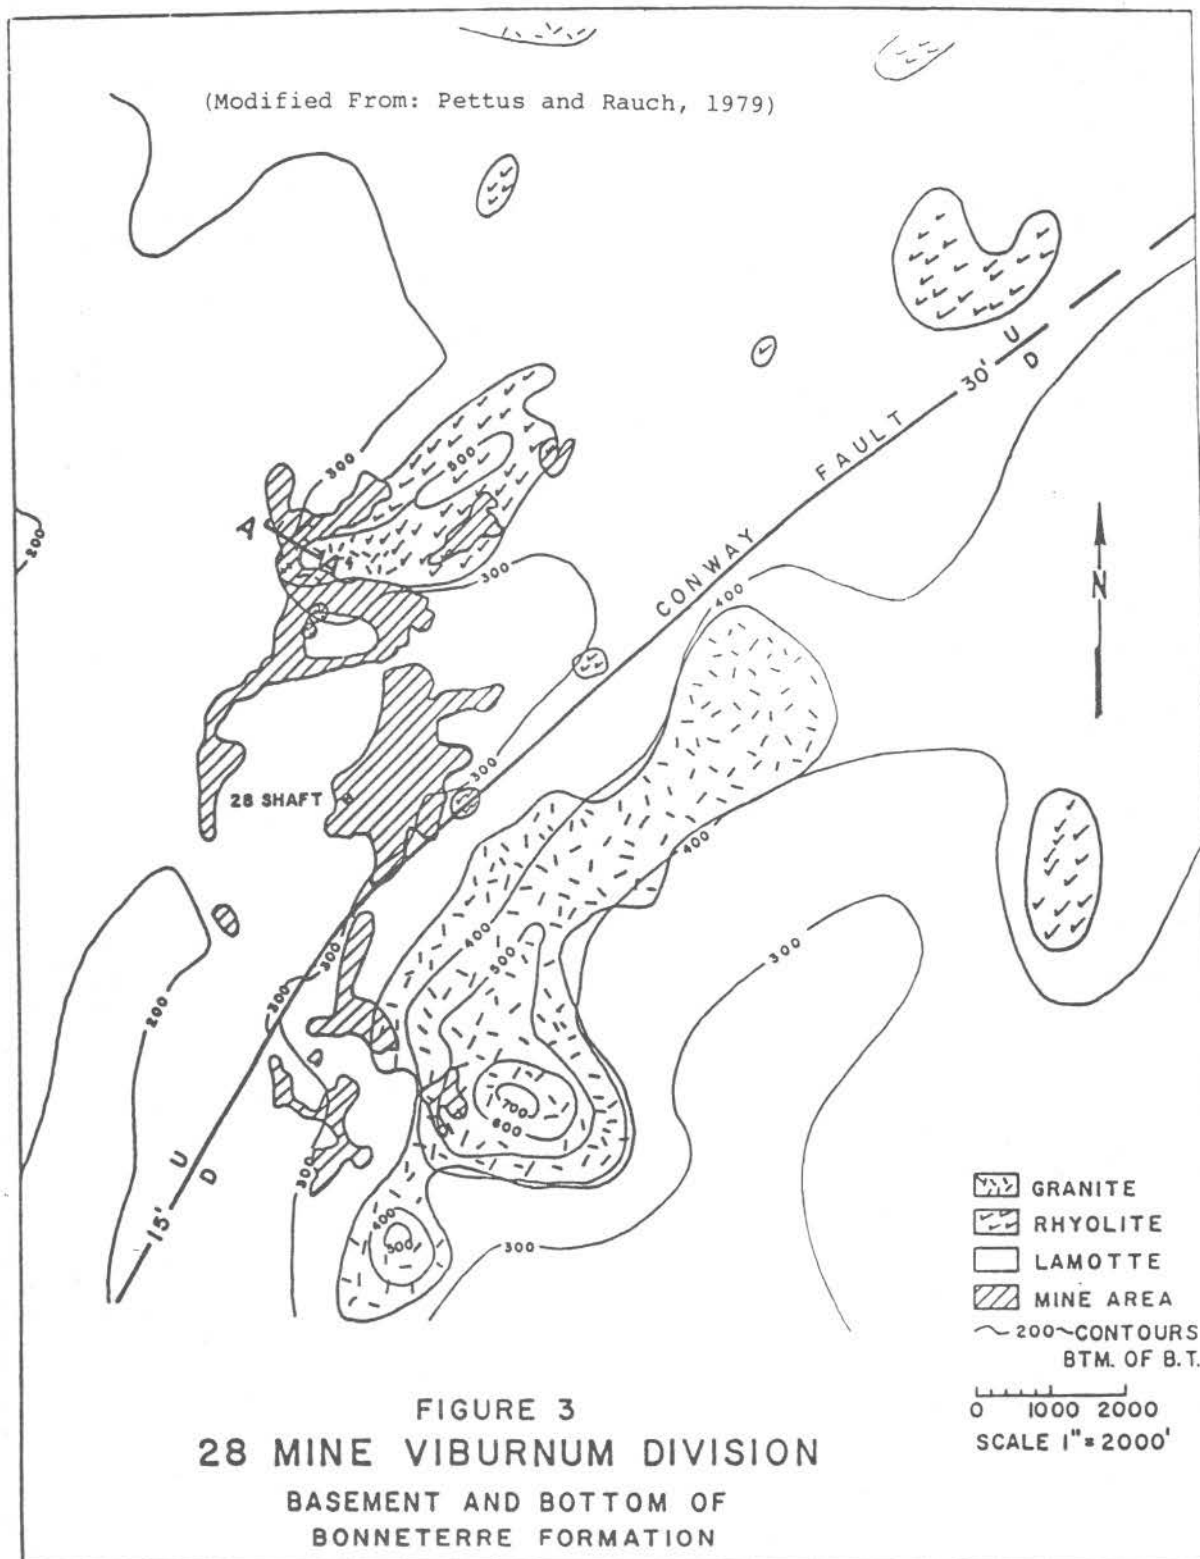 (Modified From: Pettus and Rauch, 1979)
300
300
200
A
A'
300
CONWAY FAULT 30' U
D
400
N
300
28 SHAFT
400
300
400
300
300
500
200
300
700
600
U
D
300
15'
400
500
300
GRANITE
RHYOLITE
LAMOTTE
MINE AREA
200 CONTOURS
BTM. OF B.T.
0 1000 2000
SCALE 1" = 2000'
FIGURE 3
28 MINE VIBURNUM DIVISION
BASEMENT AND BOTTOM OF
BONNETERRE FORMATION